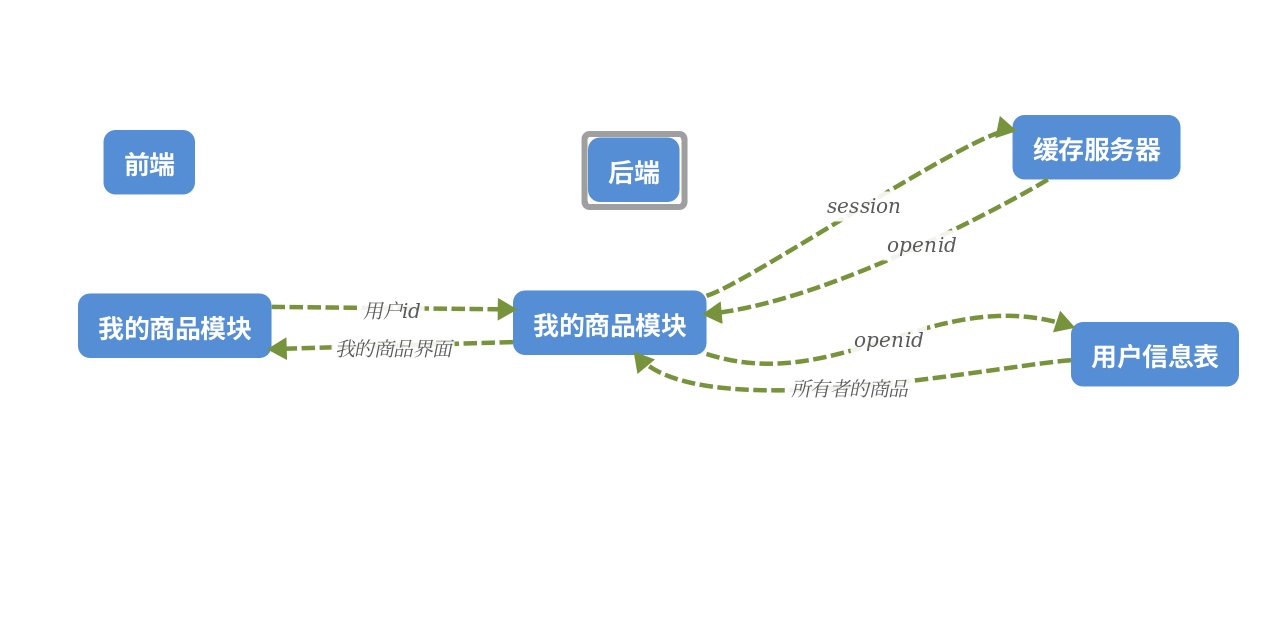 前端
后端
缓存服务器
session
openid
我的商品模块
用户id
我的商品界面
我的商品模块
openid
所有者的商品
用户信息表